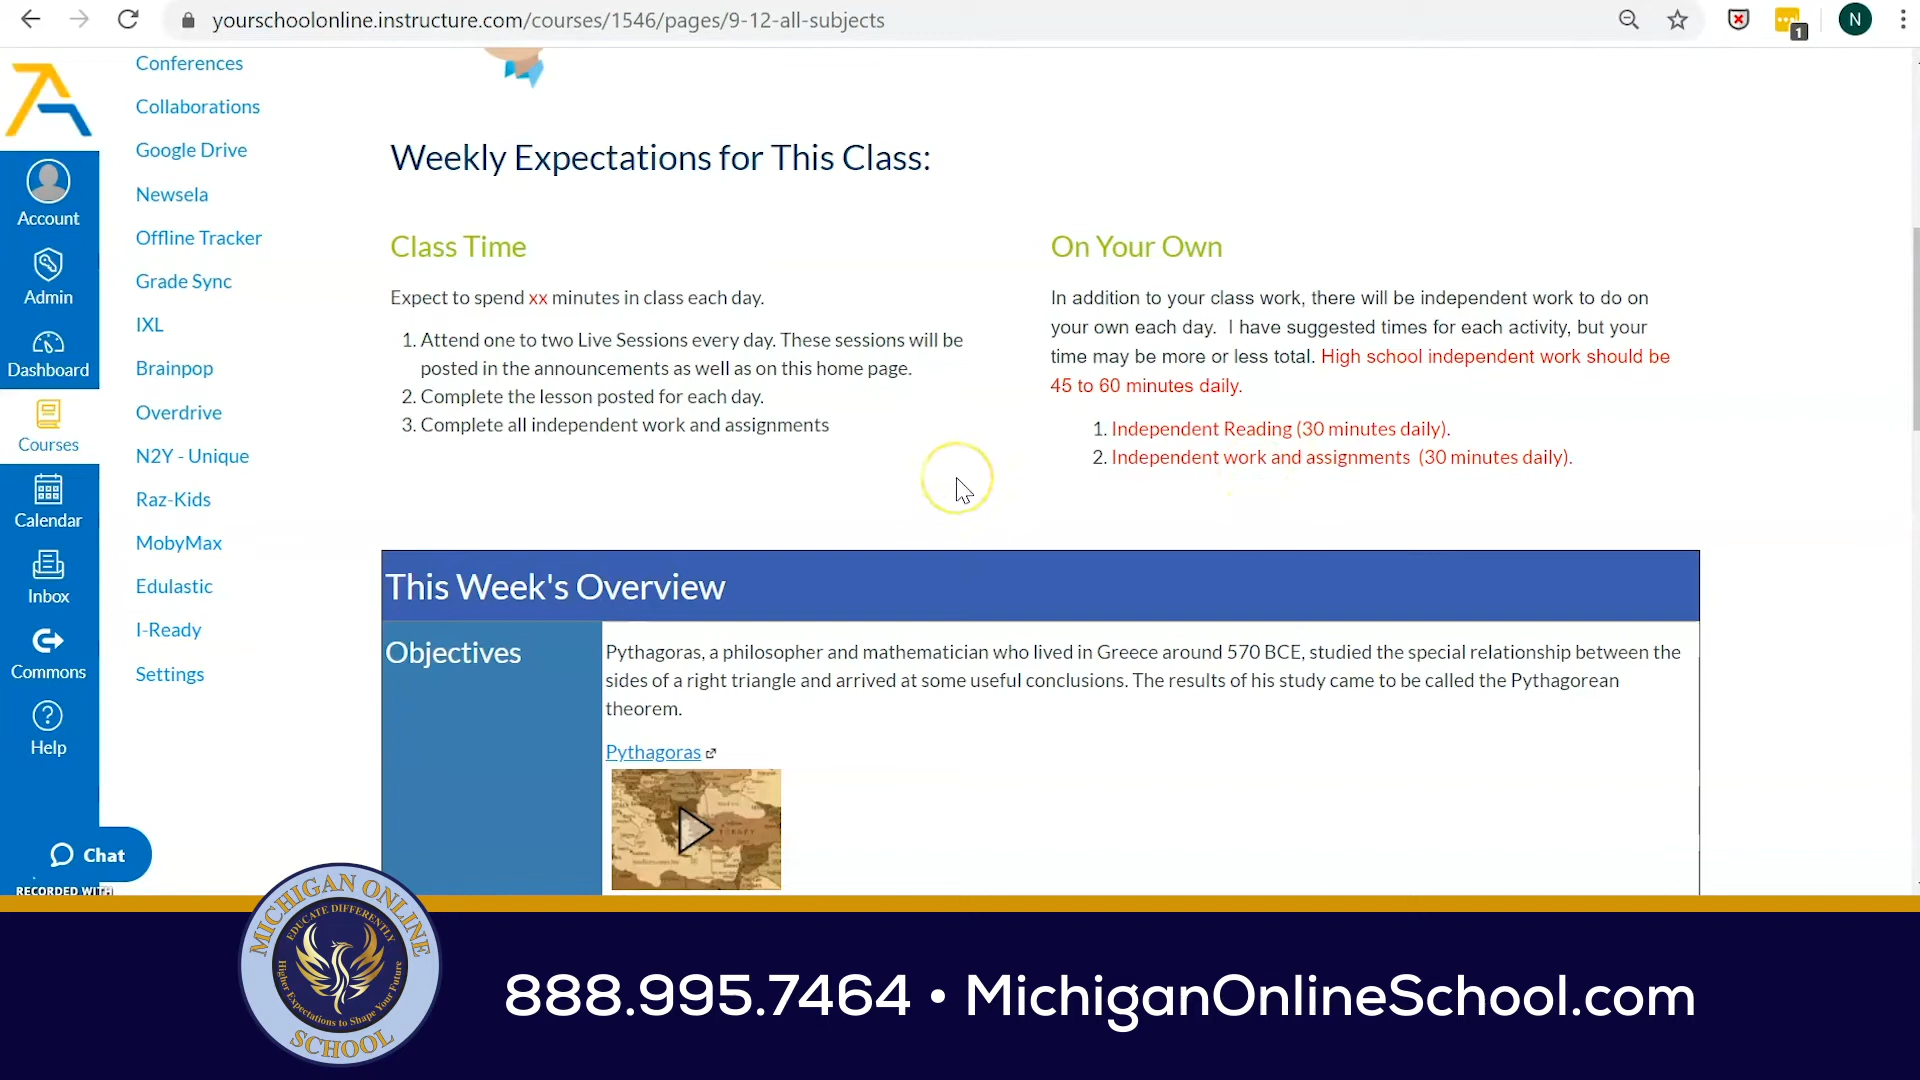 yourschoolonline.instructure.com/courses/1546/pages/9-12-all-subjects
1
N
Account
Admin
Dashboard
Courses
Calendar
Inbox
Commons
Help
Chat
RECORDED WITH
Conferences
Collaborations
Google Drive
Newsela
Offline Tracker
Grade Sync
IXL
Brainpop
Overdrive
N2Y - Unique
Raz-Kids
MobyMax
Edulastic
I-Ready
Settings
Weekly Expectations for This Class:
Class Time
Expect to spend xx minutes in class each day.
1. Attend one to two Live Sessions every day. These sessions will be
posted in the announcements as well as on this home page.
2. Complete the lesson posted for each day.
3. Complete all independent work and assignments
On Your Own
In addition to your class work, there will be independent work to do on
your own each day. I have suggested times for each activity, but your
time may be more or less total. High school independent work should be
45 to 60 minutes daily.
1. Independent Reading (30 minutes daily).
2. Independent work and assignments (30 minutes daily).
This Week's Overview
Objectives
Pythagoras, a philosopher and mathematician who lived in Greece around 570 BCE, studied the special relationship between the
sides of a right triangle and arrived at some useful conclusions. The results of his study came to be called the Pythagorean
theorem.
Pythagoras
MICHIGAN ONLINE
SCHOOL
EDUCATE DIFFERENTLY
Higher Expectations to Shape Your Future
888.995.7464 • MichiganOnlineSchool.com